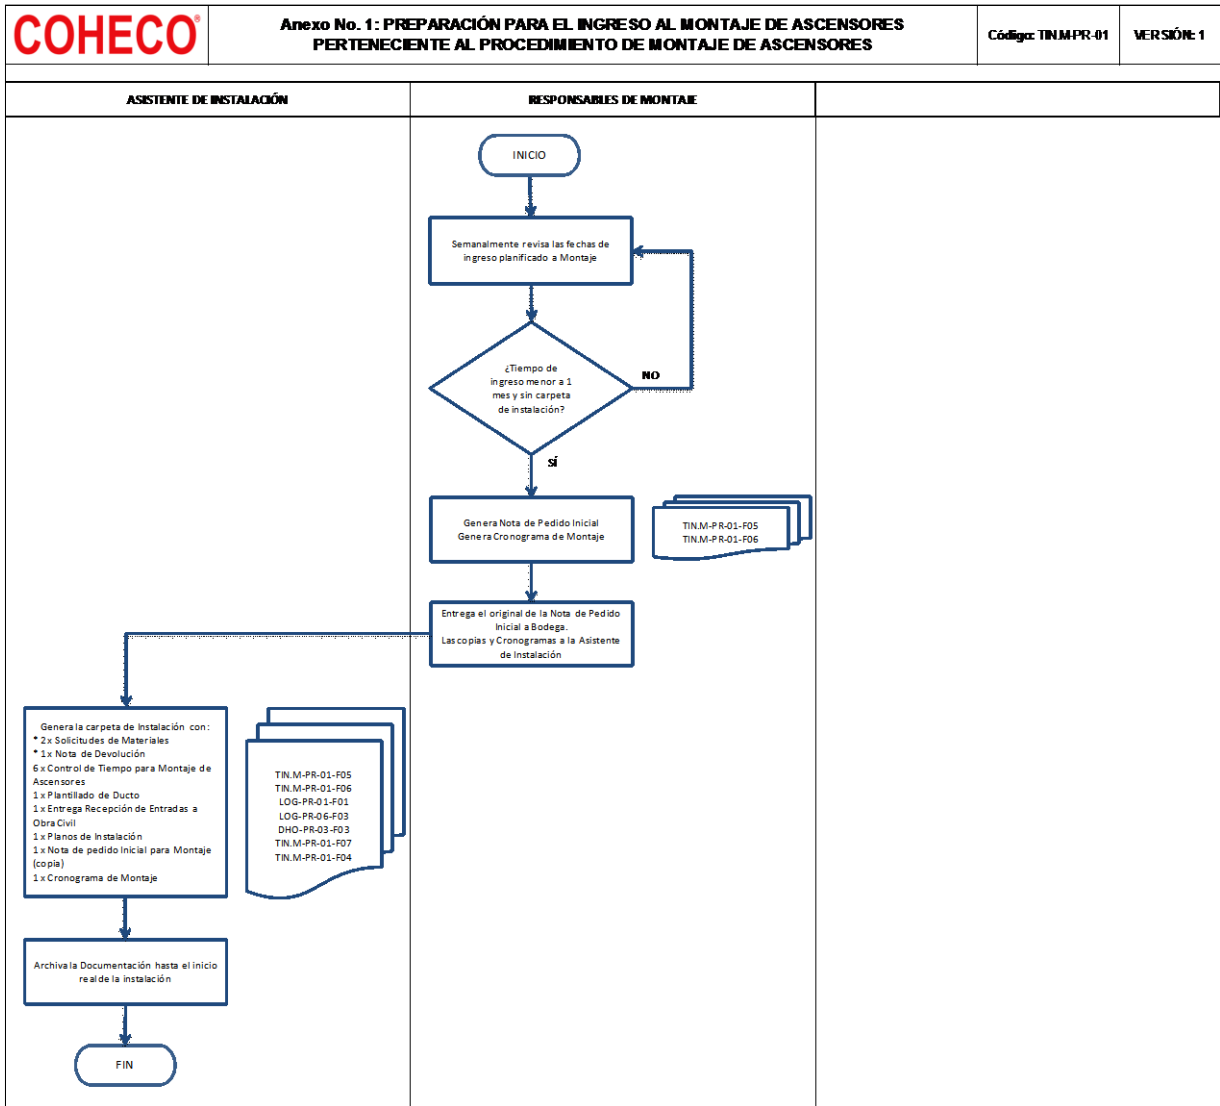 COHECO®
Anexo No. 1: PREPARACIÓN PARA EL INGRESO AL MONTAJE DE ASCENSORES
PERTENECIENTE AL PROCEDIMIENTO DE MONTAJE DE ASCENSORES
Código: TIN.M-PR-01
VERSIÓN: 1
ASISTENTE DE INSTALACIÓN
RESPONSABLES DE MONTAJE
INICIO
Semanalmente revisa las fechas de
ingreso planificado a Montaje
¿Tiempo de
ingreso menor a 1
mes y sin carpeta
de instalación?
NO
SÍ
Genera Nota de Pedido Inicial
Genera Cronograma de Montaje
TIN.M-PR-01-F05
TIN.M-PR-01-F06
Entrega el original de la Nota de Pedido
Inicial a Bodega.
Las copias y Cronogramas a la Asistente
de Instalación
Genera la carpeta de Instalación con:
* 2x Solicitudes de Materiales
* 1x Nota de Devolución
6 x Control de Tiempo para Montaje de
Ascensores
1 x Plantillado de Ducto
1 x Entrega Recepción de Entradas a
Obra Civil
1 x Planos de Instalación
1 x Nota de pedido Inicial para Montaje
(copia)
1 x Cronograma de Montaje
TIN.M-PR-01-F05
TIN.M-PR-01-F06
LOG-PR-01-F01
LOG-PR-06-F03
DHO-PR-03-F03
TIN.M-PR-01-F07
TIN.M-PR-01-F04
Archiva la Documentación hasta el inicio
real de la instalación
FIN